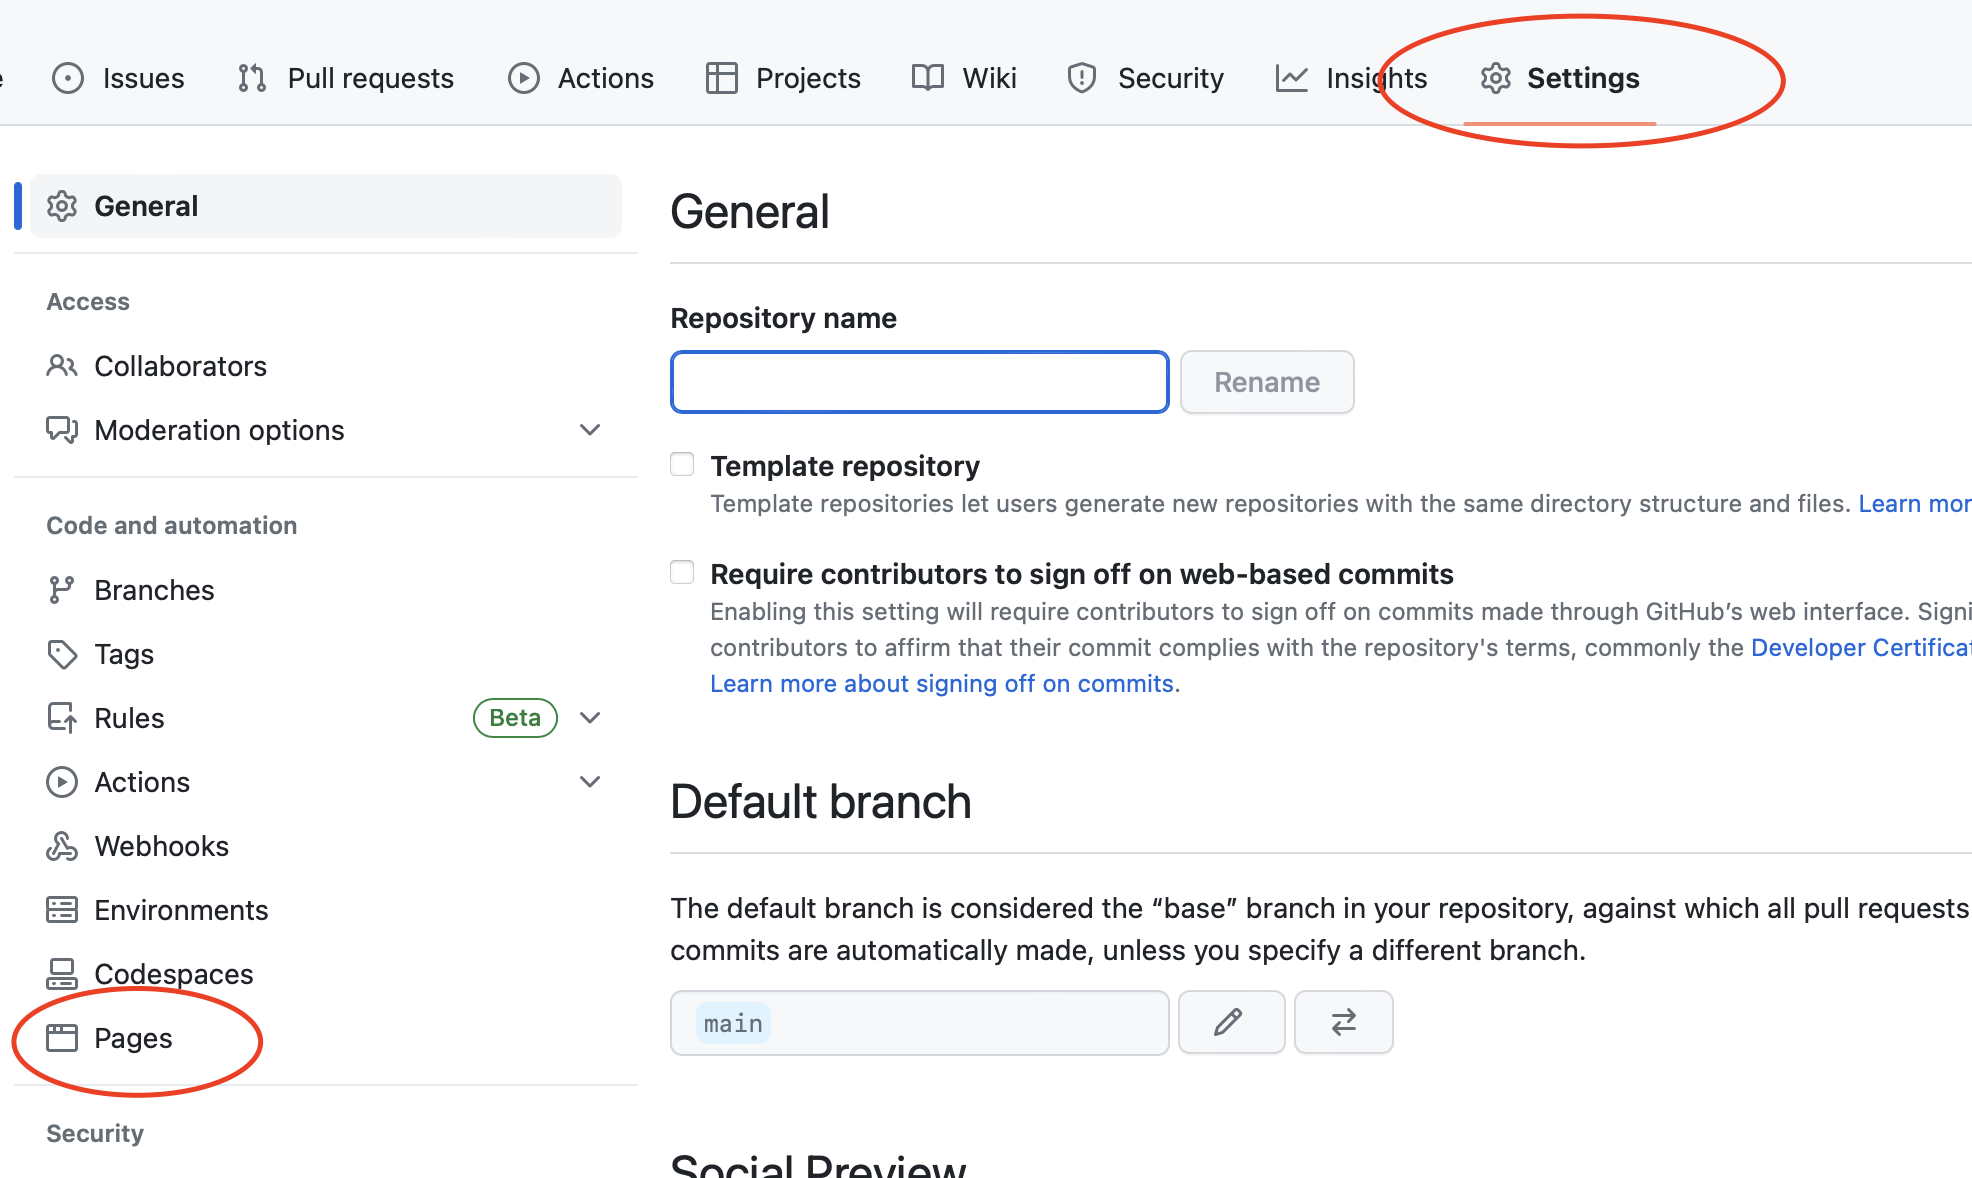 Issues Pull requests Actions Projects Wiki Security Insights Settings
General
Access
Collaborators
Moderation options
Code and automation
Branches
Tags
Rules Beta
Actions
Webhooks
Environments
Codespaces
Pages
Security
General
Repository name
Rename
Template repository
Template repositories let users generate new repositories with the same directory structure and files. Learn mor
Require contributors to sign off on web-based commits
Enabling this setting will require contributors to sign off on commits made through GitHub’s web interface. Signi
contributors to affirm that their commit complies with the repository's terms, commonly the Developer Certificat
Learn more about signing off on commits.
Default branch
The default branch is considered the “base” branch in your repository, against which all pull requests
commits are automatically made, unless you specify a different branch.
main
Social Preview